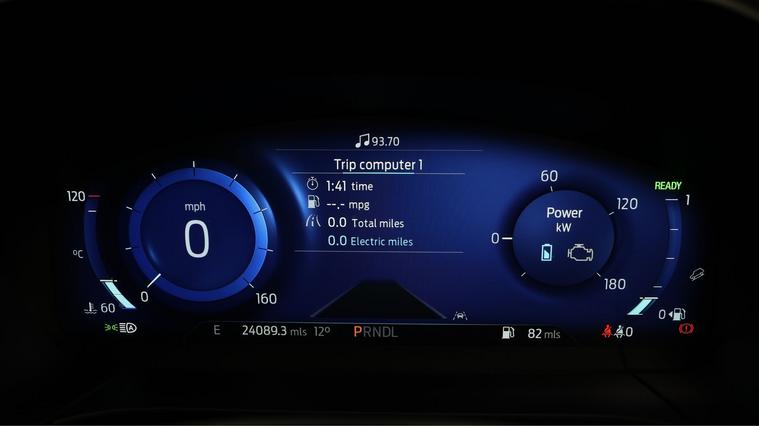 93.70
Trip computer 1
1:41 time
--.- mpg
0.0 Total miles
0.0 Electric miles
120
mph
0
°C
60
0
160
60
READY
1
120
Power
kW
0
180
0
E 24089.3 mls 12° PRNDL 82 mls 0